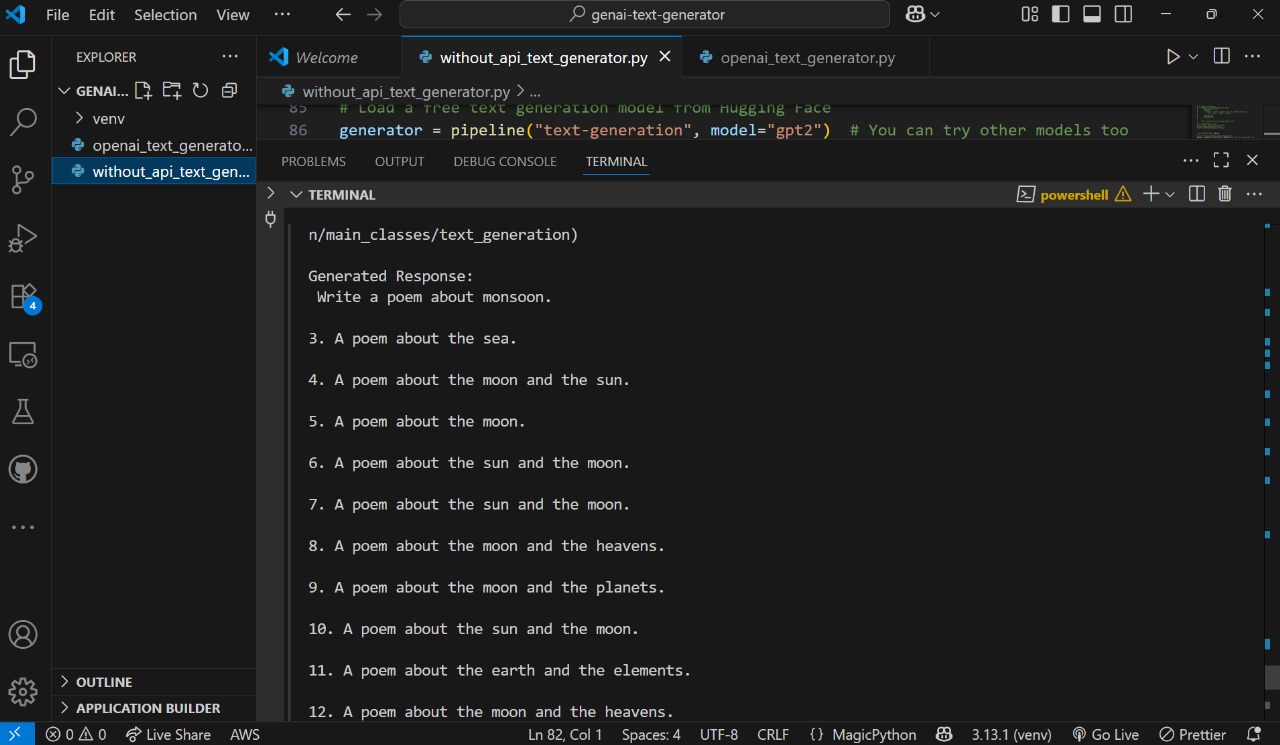 File Edit Selection View ··· genai-text-generator
EXPLORER ···
Welcome without_api_text_generator.py openai_text_generator.py ···
GENAI...
without_api_text_generator.py > ...
venv
openai_text_generato...
without_api_text_gen...
85 # Load a free text generation model from Hugging Face
86 generator = pipeline("text-generation", model="gpt2") # You can try other models too
PROBLEMS OUTPUT DEBUG CONSOLE TERMINAL ···
TERMINAL powershell ···
n/main_classes/text_generation)
Generated Response:
Write a poem about monsoon.
3. A poem about the sea.
4. A poem about the moon and the sun.
5. A poem about the moon.
6. A poem about the sun and the moon.
7. A poem about the sun and the moon.
8. A poem about the moon and the heavens.
9. A poem about the moon and the planets.
10. A poem about the sun and the moon.
11. A poem about the earth and the elements.
12. A poem about the moon and the heavens.
4
OUTLINE
APPLICATION BUILDER
0 0 Live Share AWS Ln 82, Col 1 Spaces: 4 UTF-8 CRLF {} MagicPython 3.13.1 (venv) Go Live Prettier